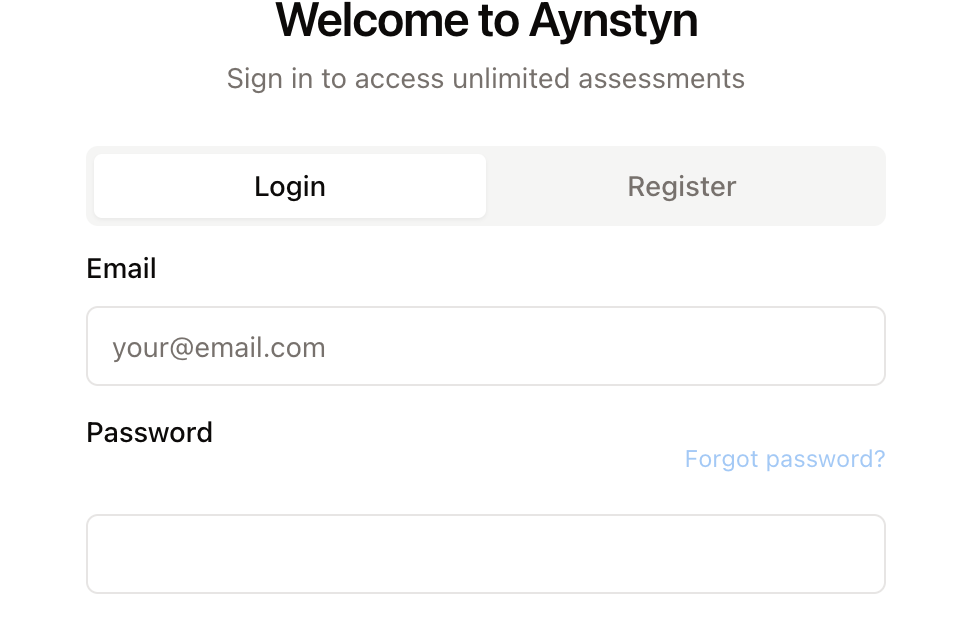 Welcome to Aynstyn
Sign in to access unlimited assessments
Login
Register
Email
your@email.com
Password
Forgot password?